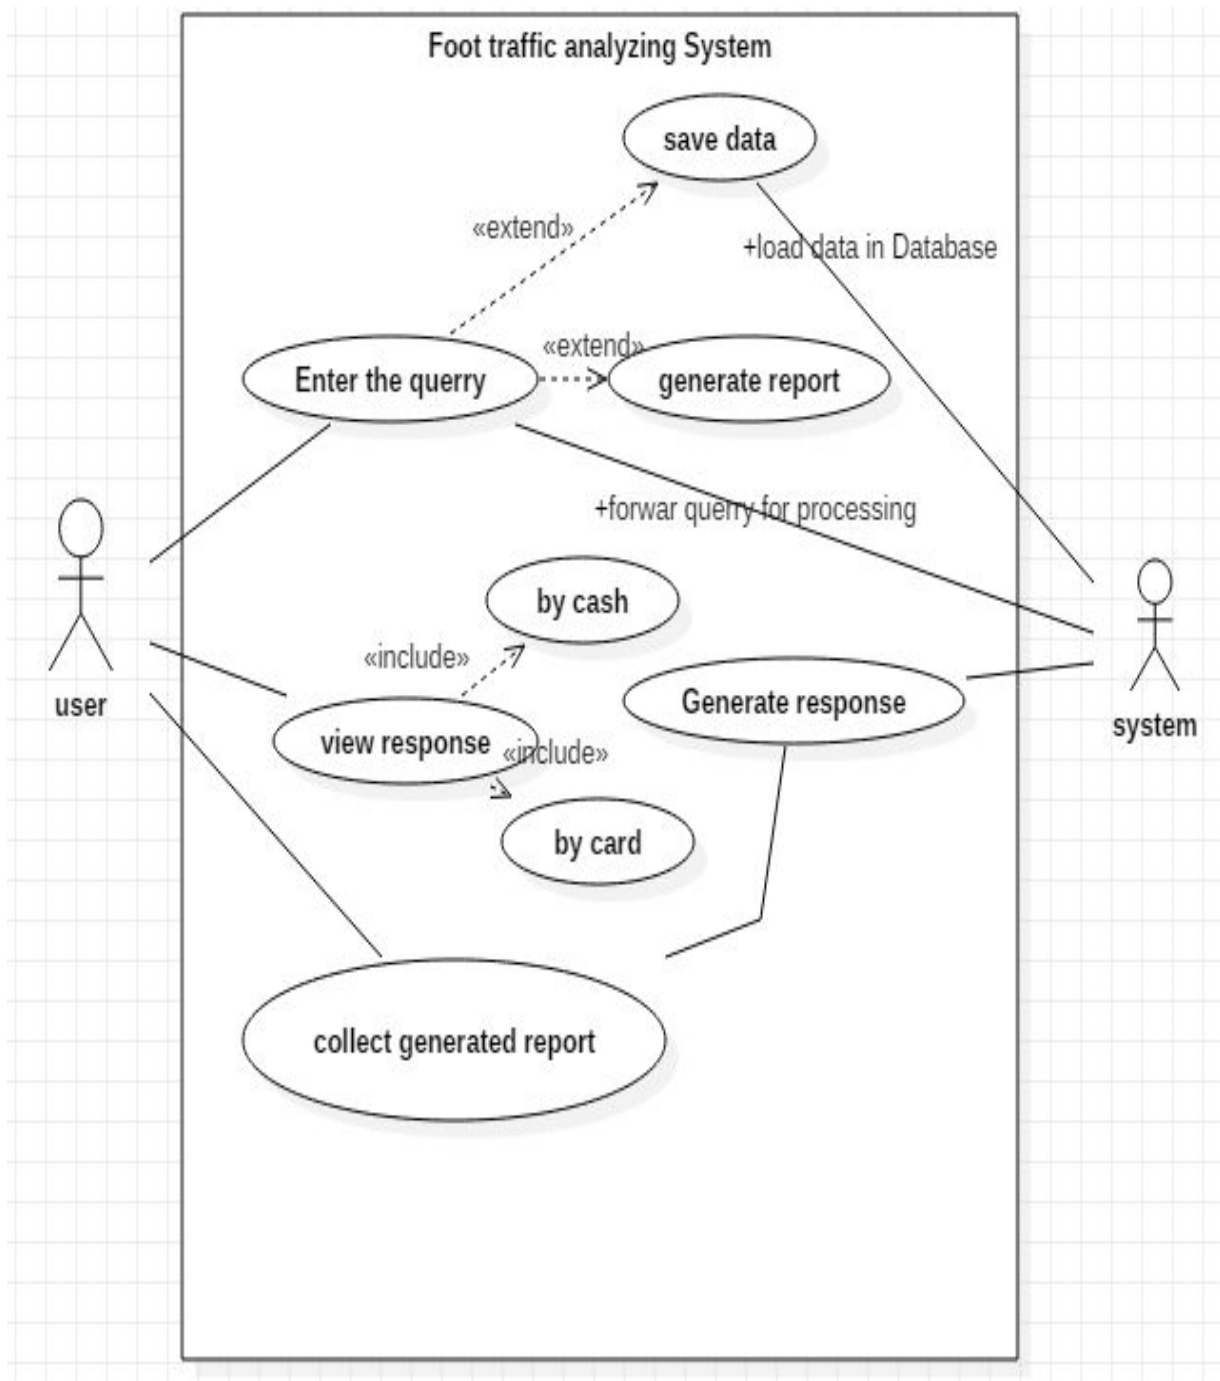 Foot traffic analyzing System
save data
«extend»
+load data in Database
«extend»
Enter the querry
generate report
+forwar querry for processing
by cash
«include»
Generate response
user
system
view response
«include»
by card
collect generated report